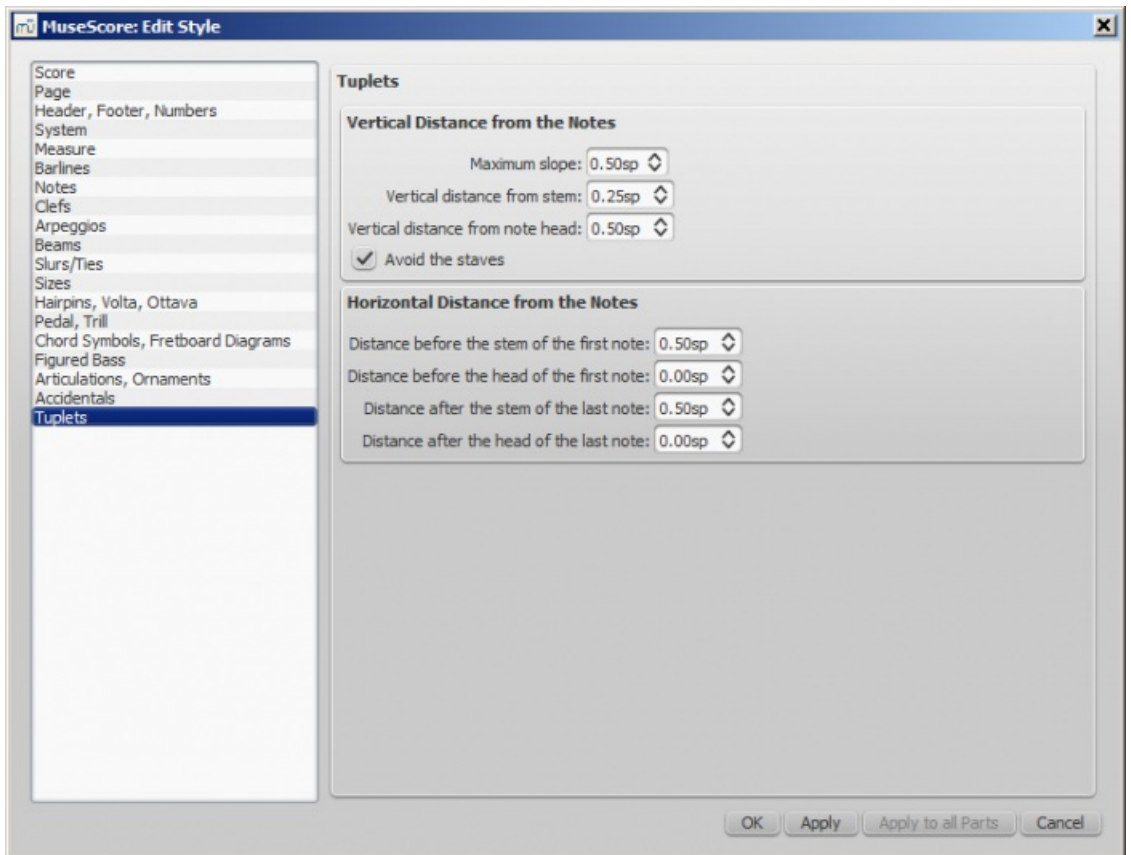 mû MuseScore: Edit Style
Score
Page
Header, Footer, Numbers
System
Measure
Barlines
Notes
Clefs
Arpeggios
Beams
Slurs/Ties
Sizes
Hairpins, Volta, Ottava
Pedal, Trill
Chord Symbols, Fretboard Diagrams
Figured Bass
Articulations, Ornaments
Accidentals
Tuplets
Tuplets
Vertical Distance from the Notes
Maximum slope: 0.50sp
Vertical distance from stem: 0.25sp
Vertical distance from note head: 0.50sp
Avoid the staves
Horizontal Distance from the Notes
Distance before the stem of the first note: 0.50sp
Distance before the head of the first note: 0.00sp
Distance after the stem of the last note: 0.50sp
Distance after the head of the last note: 0.00sp
OK Apply Apply to all Parts Cancel